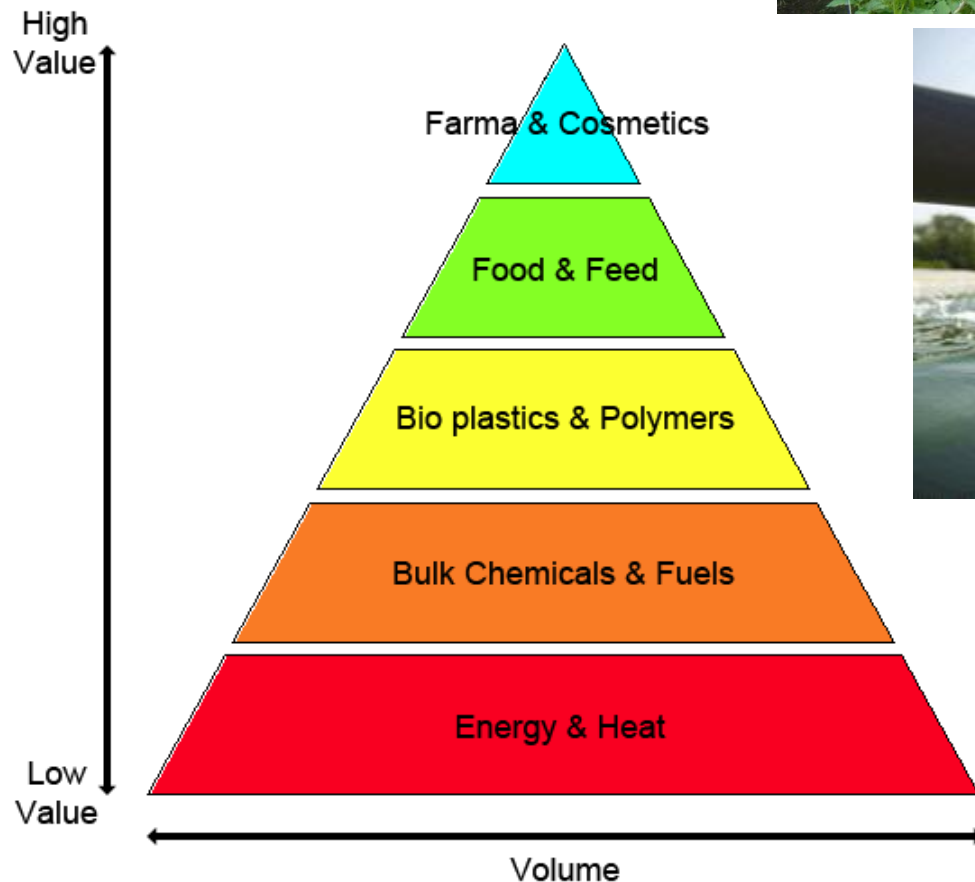 High
Value
Farma & Cosmetics
Food & Feed
Bio plastics & Polymers
Bulk Chemicals & Fuels
Energy & Heat
Low
Value
Volume